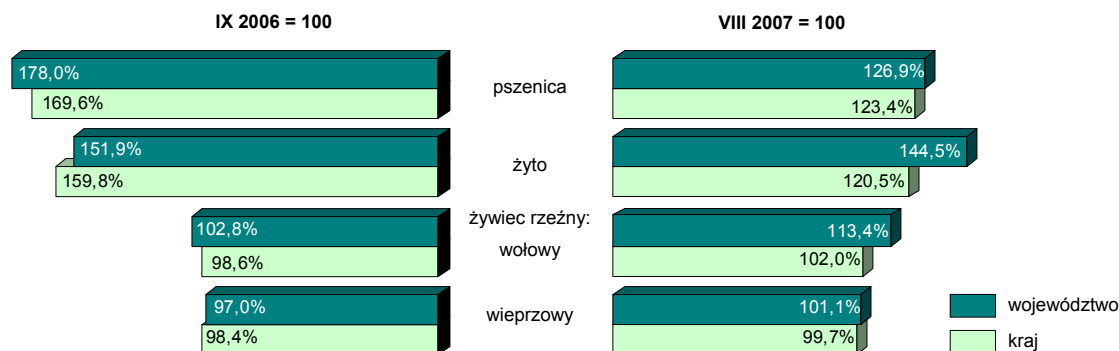 IX 2006 = 100 VIII 2007 = 100
178,0% pszenica 126,9%
169,6% 123,4%
151,9% żyto 144,5%
159,8% 120,5%
żywiec rzeźny:
102,8% wołowy 113,4%
98,6% 102,0%
97,0% wieprzowy 101,1%
98,4% 99,7%
województwo
kraj